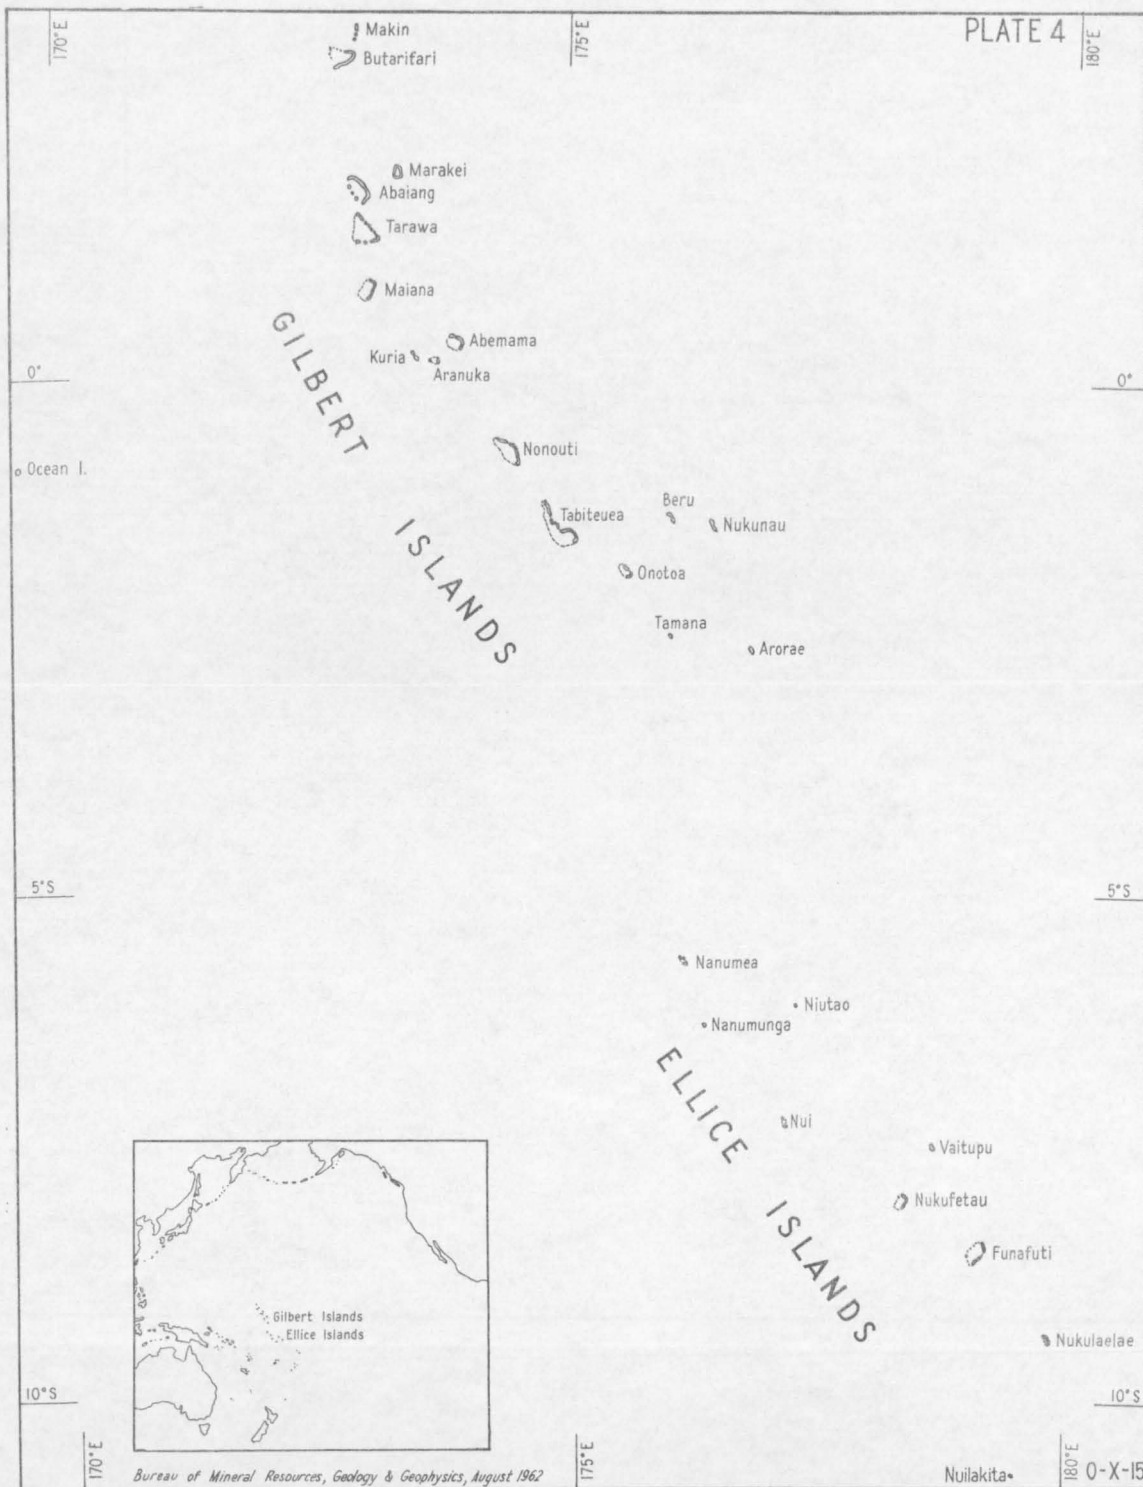 PLATE 4
170°E
175°E
180°E
Makin
Butarifari
Marakei
Abaiang
Tarawa
Maiana
GILBERT ISLANDS
Abemama
Kuria
Aranuka
0°
0°
Nonouti
Ocean I.
Beru
Tabiteuea
Nukunau
Onotoa
Tamana
Arorae
5°S
5°S
Nanumea
Niutao
Nanumunga
ELLICE ISLANDS
Nui
Vaitupu
Nukufetau
Funafuti
Gilbert Islands
Ellice Islands
Nukulaelae
10°S
10°S
170°E
175°E
180°E
Bureau of Mineral Resources, Geology & Geophysics, August 1962
Nuilakita
O-X-15